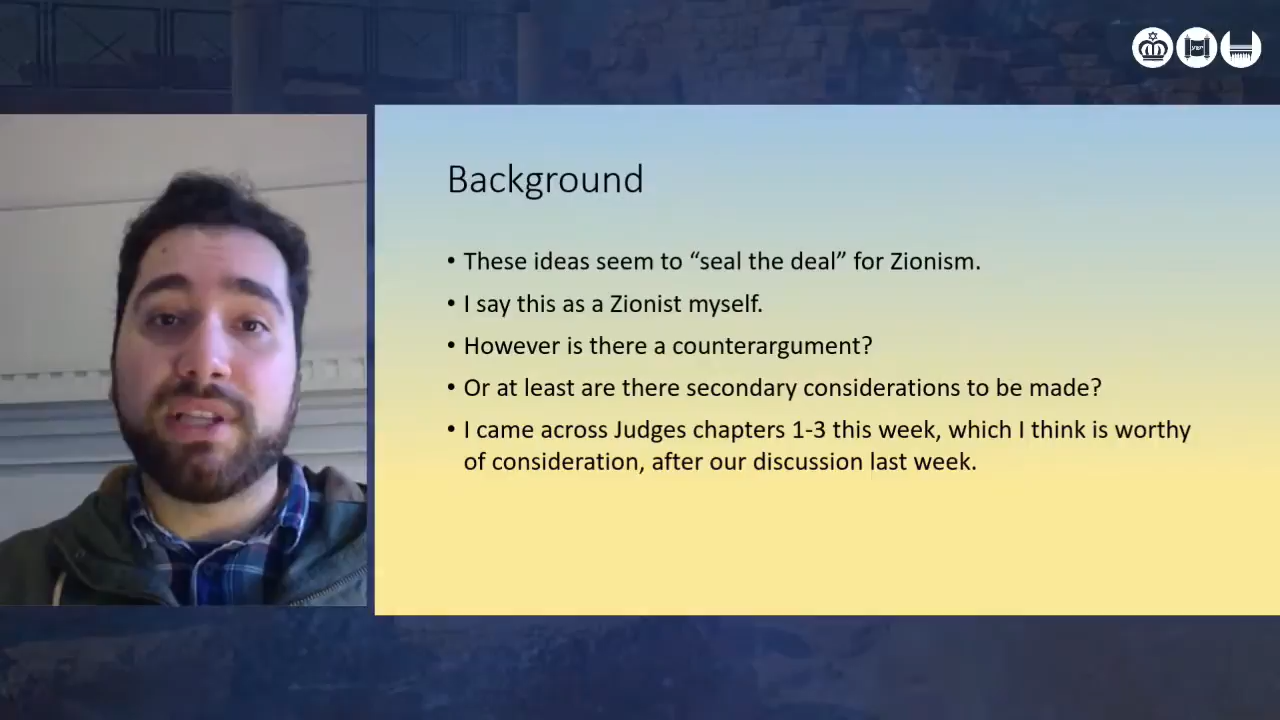 Background
• These ideas seem to “seal the deal” for Zionism.
• I say this as a Zionist myself.
• However is there a counterargument?
• Or at least are there secondary considerations to be made?
• I came across Judges chapters 1-3 this week, which I think is worthy
of consideration, after our discussion last week.